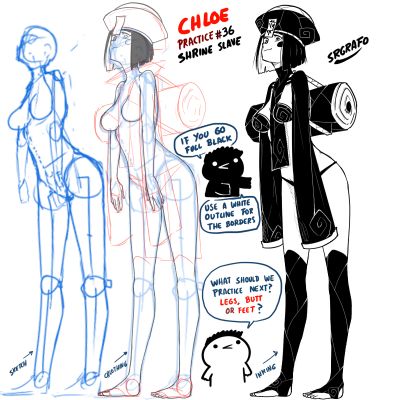 CHLOE
PRACTICE #36
SHRINE SLAVE
SRGRAFO
IF YOU GO
FULL BLACK
USE A WHITE
OUTLINE FOR
THE BORDERS
WHAT SHOULD WE
PRACTICE NEXT?
LEGS, BUTT
OR FEET?
SKETCH
CLOTHING
INKING